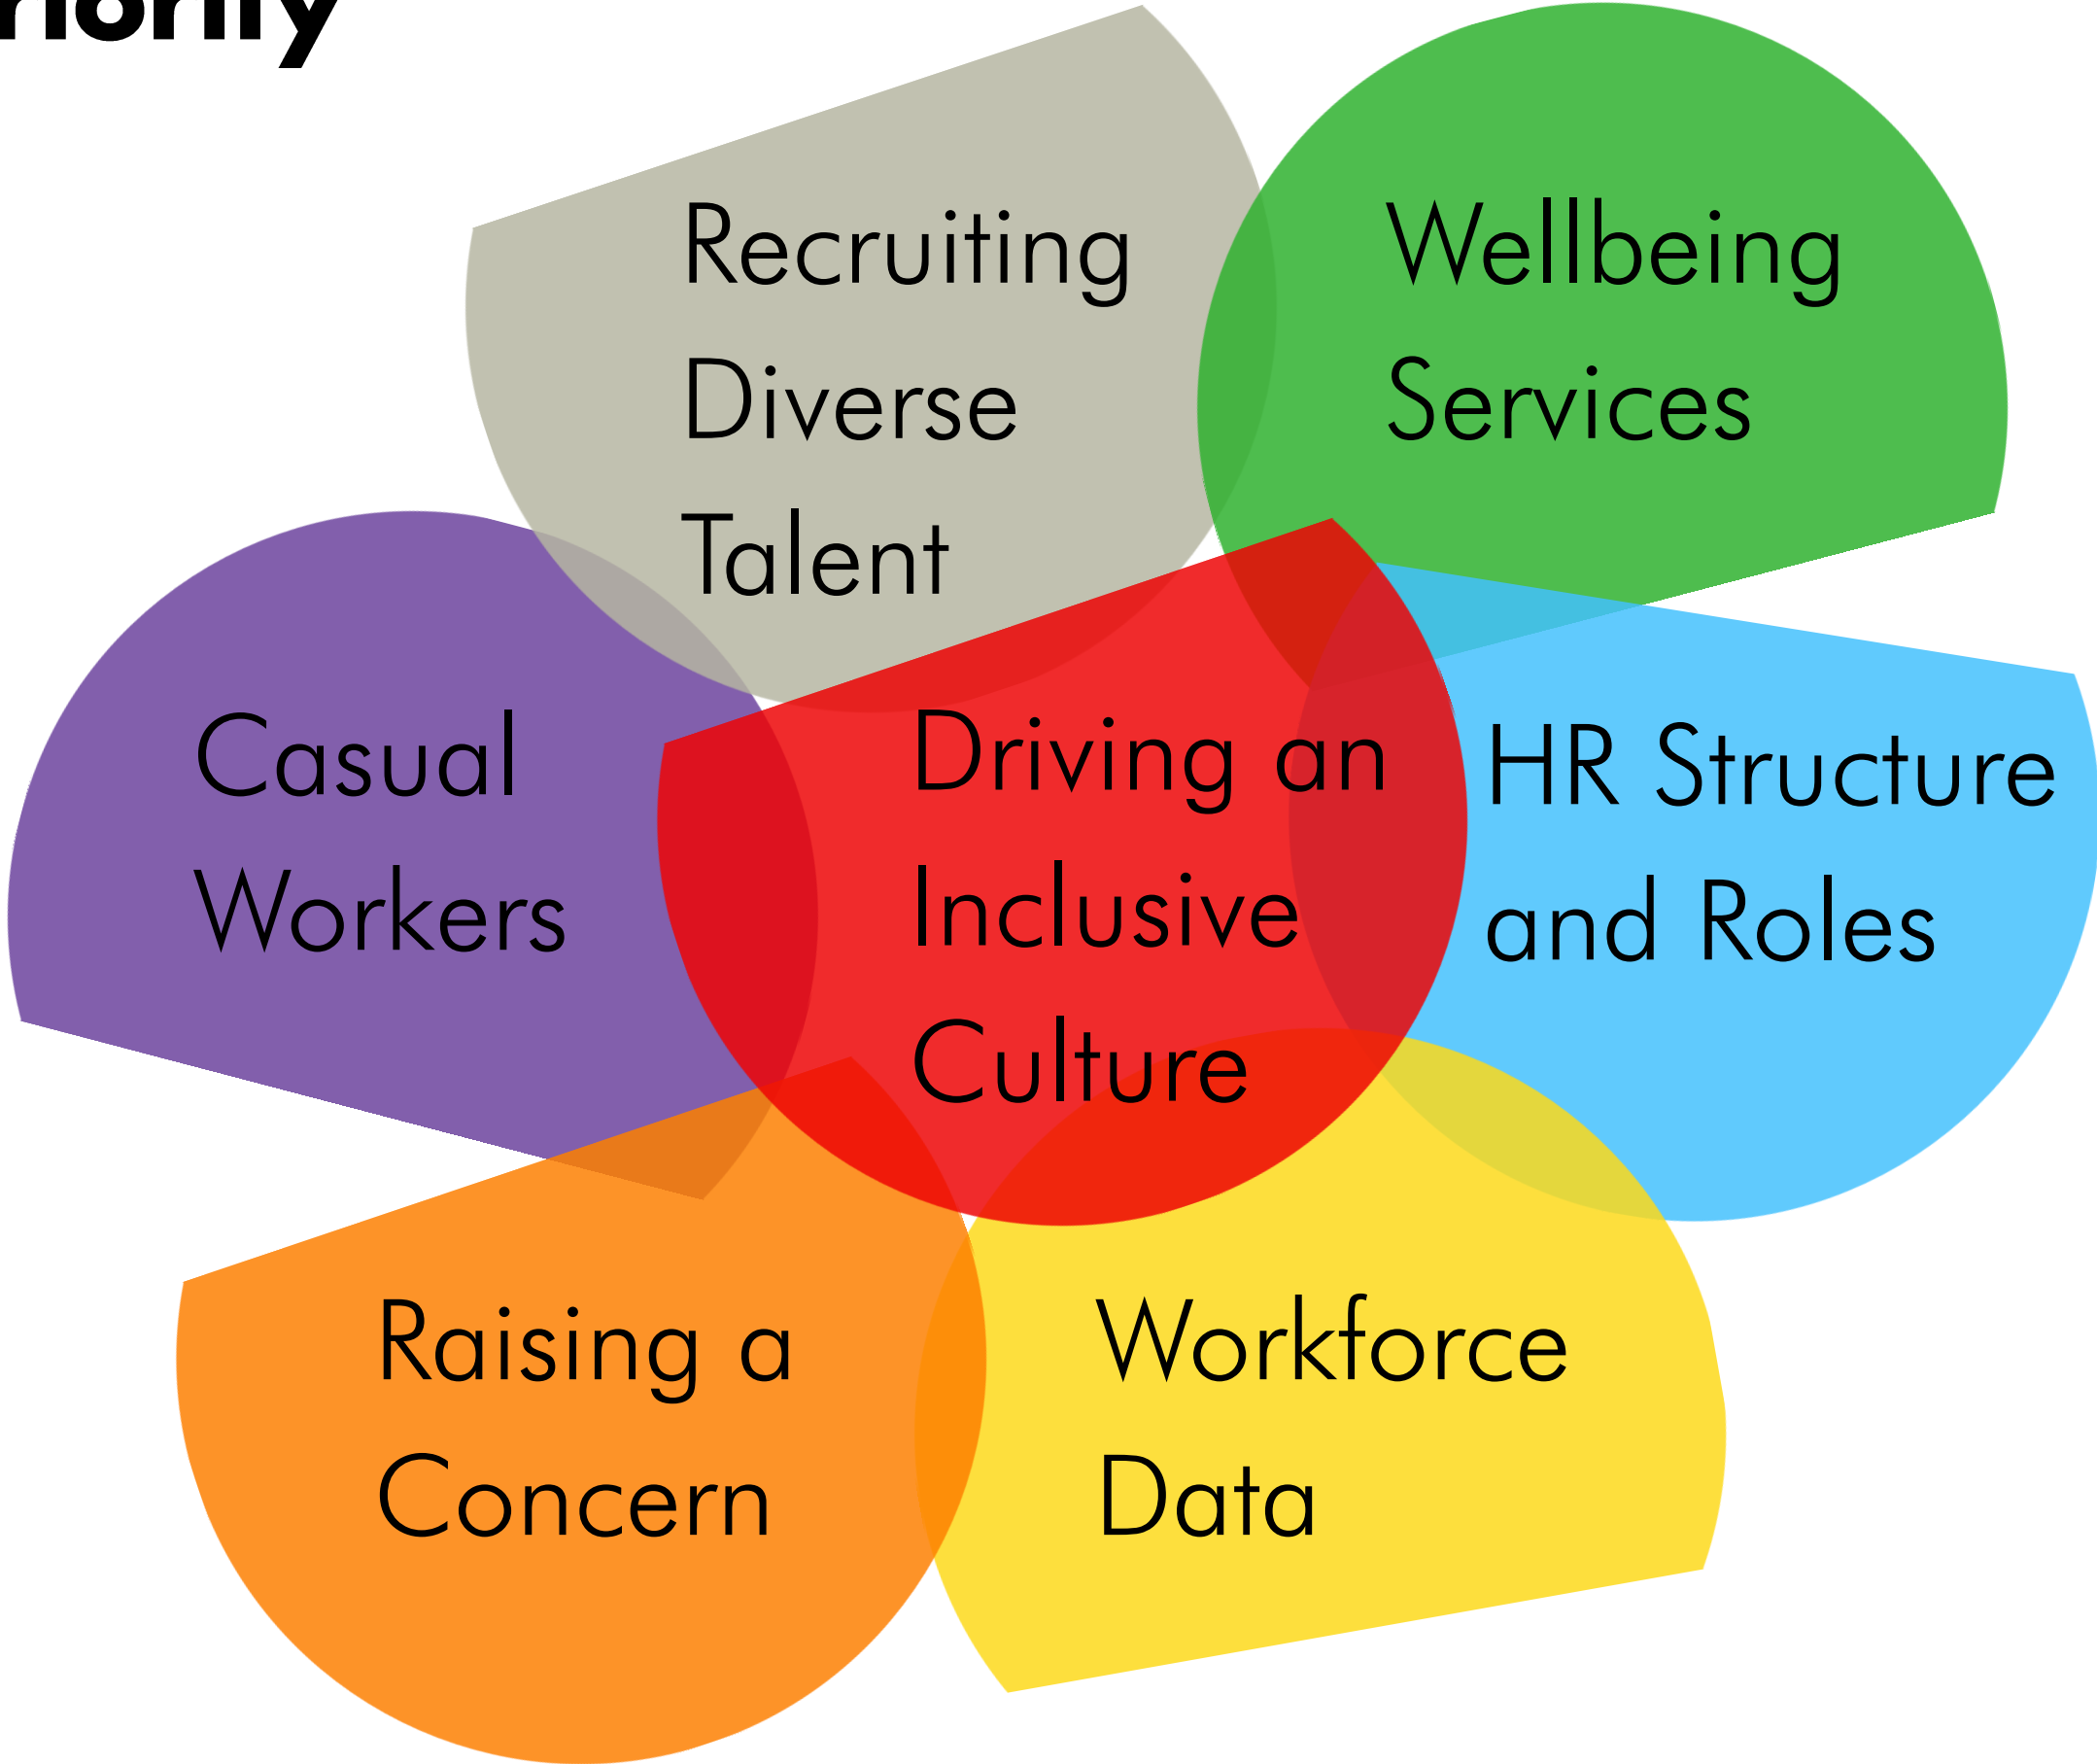 Recruiting
Diverse
Talent
Wellbeing
Services
Casual
Workers
Driving an
Inclusive
Culture
HR Structure
and Roles
Raising a
Concern
Workforce
Data